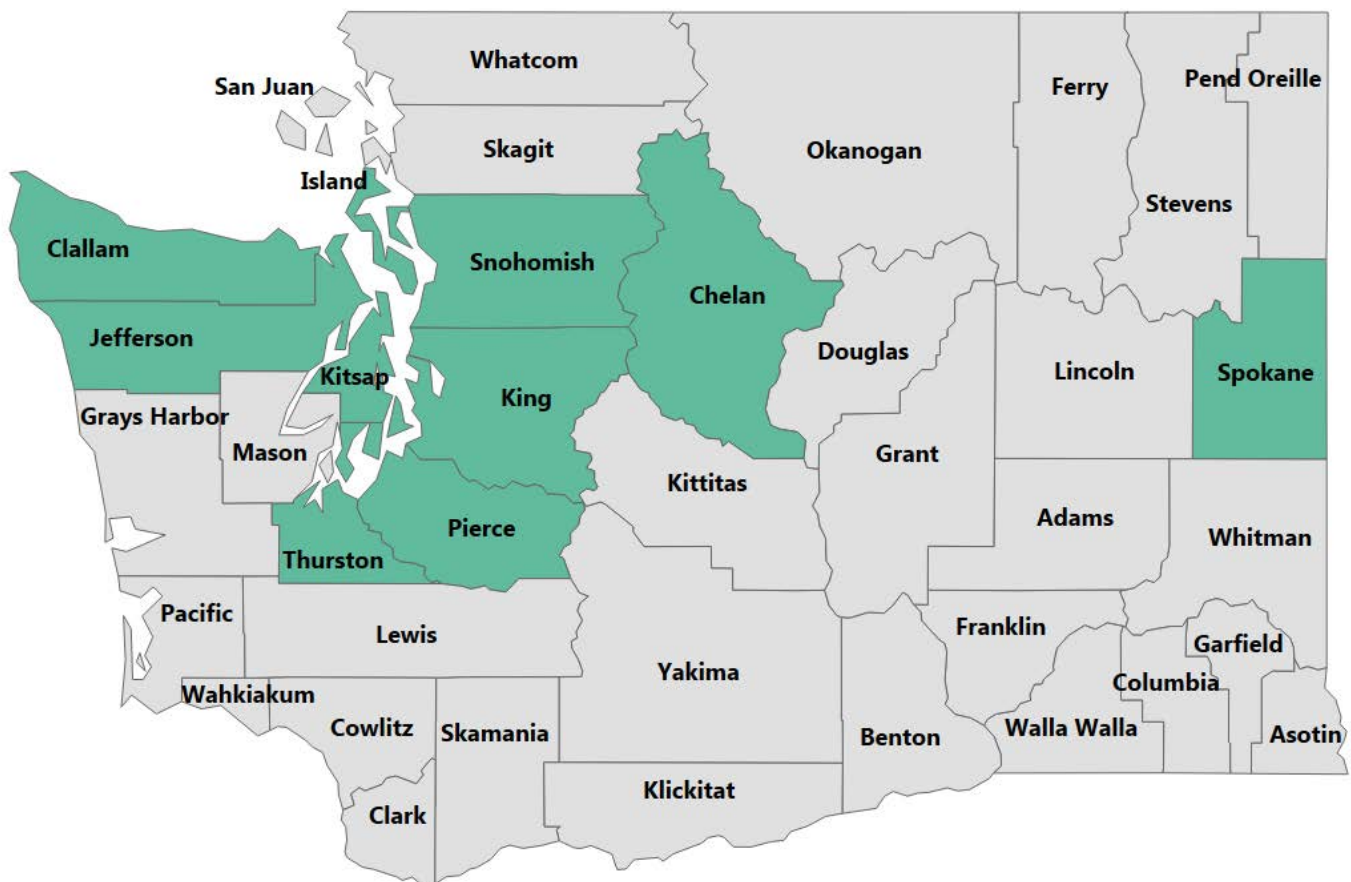 Whatcom
San Juan
Ferry
Pend Oreille
Skagit
Okanogan
Island
Stevens
Clallam
Snohomish
Chelan
Jefferson
Douglas
Kitsap
Lincoln
Spokane
King
Grays Harbor
Mason
Grant
Kittitas
Adams
Pierce
Whitman
Thurston
Pacific
Lewis
Franklin
Garfield
Yakima
Columbia
Wahkiakum
Cowlitz
Skamania
Walla Walla
Benton
Asotin
Klickitat
Clark